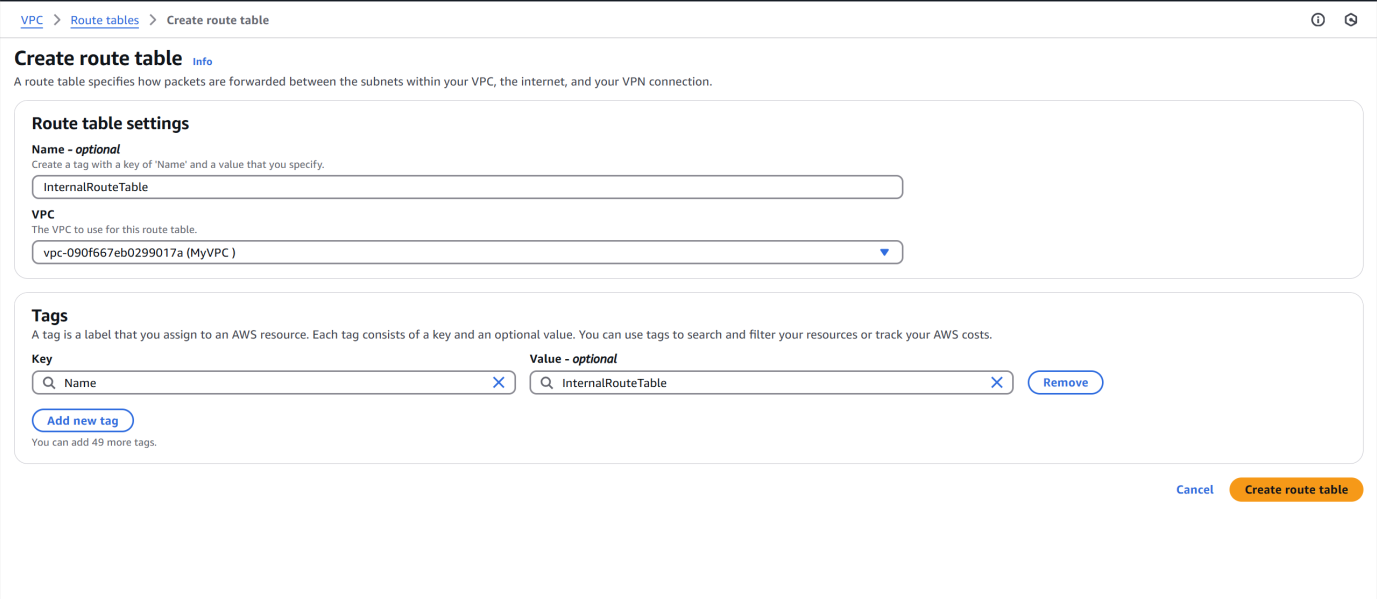 VPC > Route tables > Create route table
Create route table Info
A route table specifies how packets are forwarded between the subnets within your VPC, the internet, and your VPN connection.
Route table settings
Name - optional
Create a tag with a key of 'Name' and a value that you specify.
InternalRouteTable
VPC
The VPC to use for this route table.
vpc-090f667eb0299017a (MyVPC )
Tags
A tag is a label that you assign to an AWS resource. Each tag consists of a key and an optional value. You can use tags to search and filter your resources or track your AWS costs.
Key Value - optional
Name InternalRouteTable Remove
Add new tag
You can add 49 more tags.
Cancel Create route table